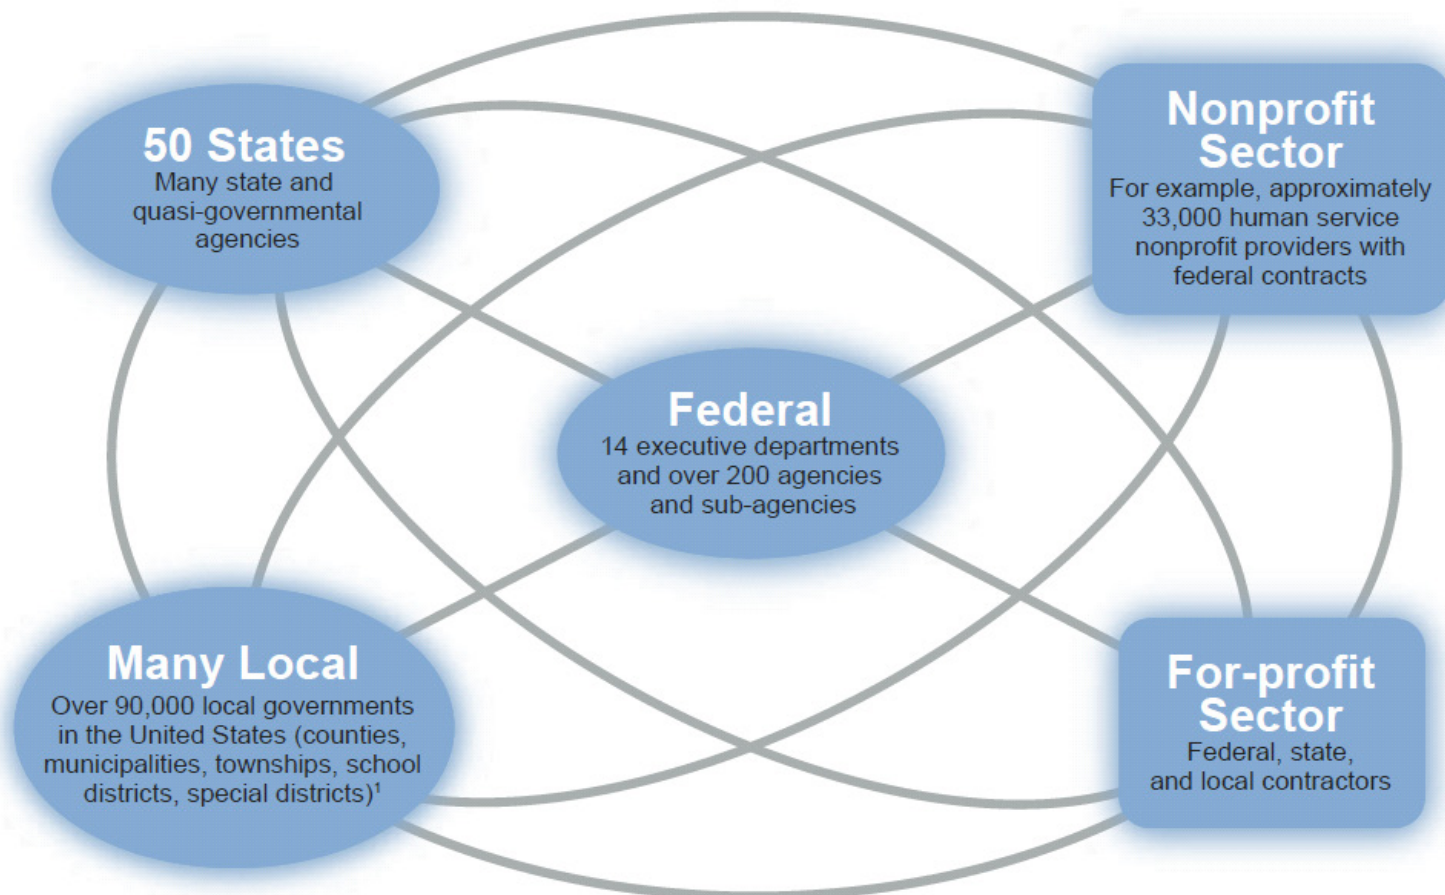 50 States
Many state and
quasi-governmental
agencies
Nonprofit
Sector
For example, approximately
33,000 human service
nonprofit providers with
federal contracts
Federal
14 executive departments
and over 200 agencies
and sub-agencies
Many Local
Over 90,000 local governments
in the United States (counties,
municipalities, townships, school
districts, special districts)¹
For-profit
Sector
Federal, state,
and local contractors